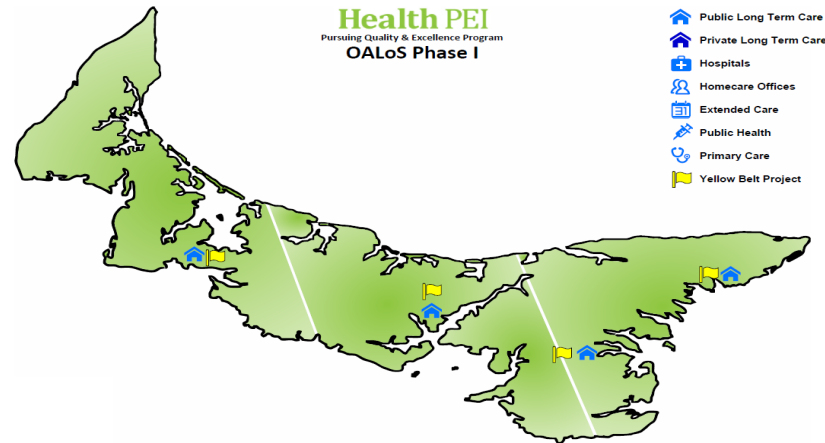 Health PEI
Pursuing Quality & Excellence Program
OALoS Phase I
Public Long Term Care
Private Long Term Care
Hospitals
Homecare Offices
31
Extended Care
Public Health
Primary Care
Yellow Belt Project